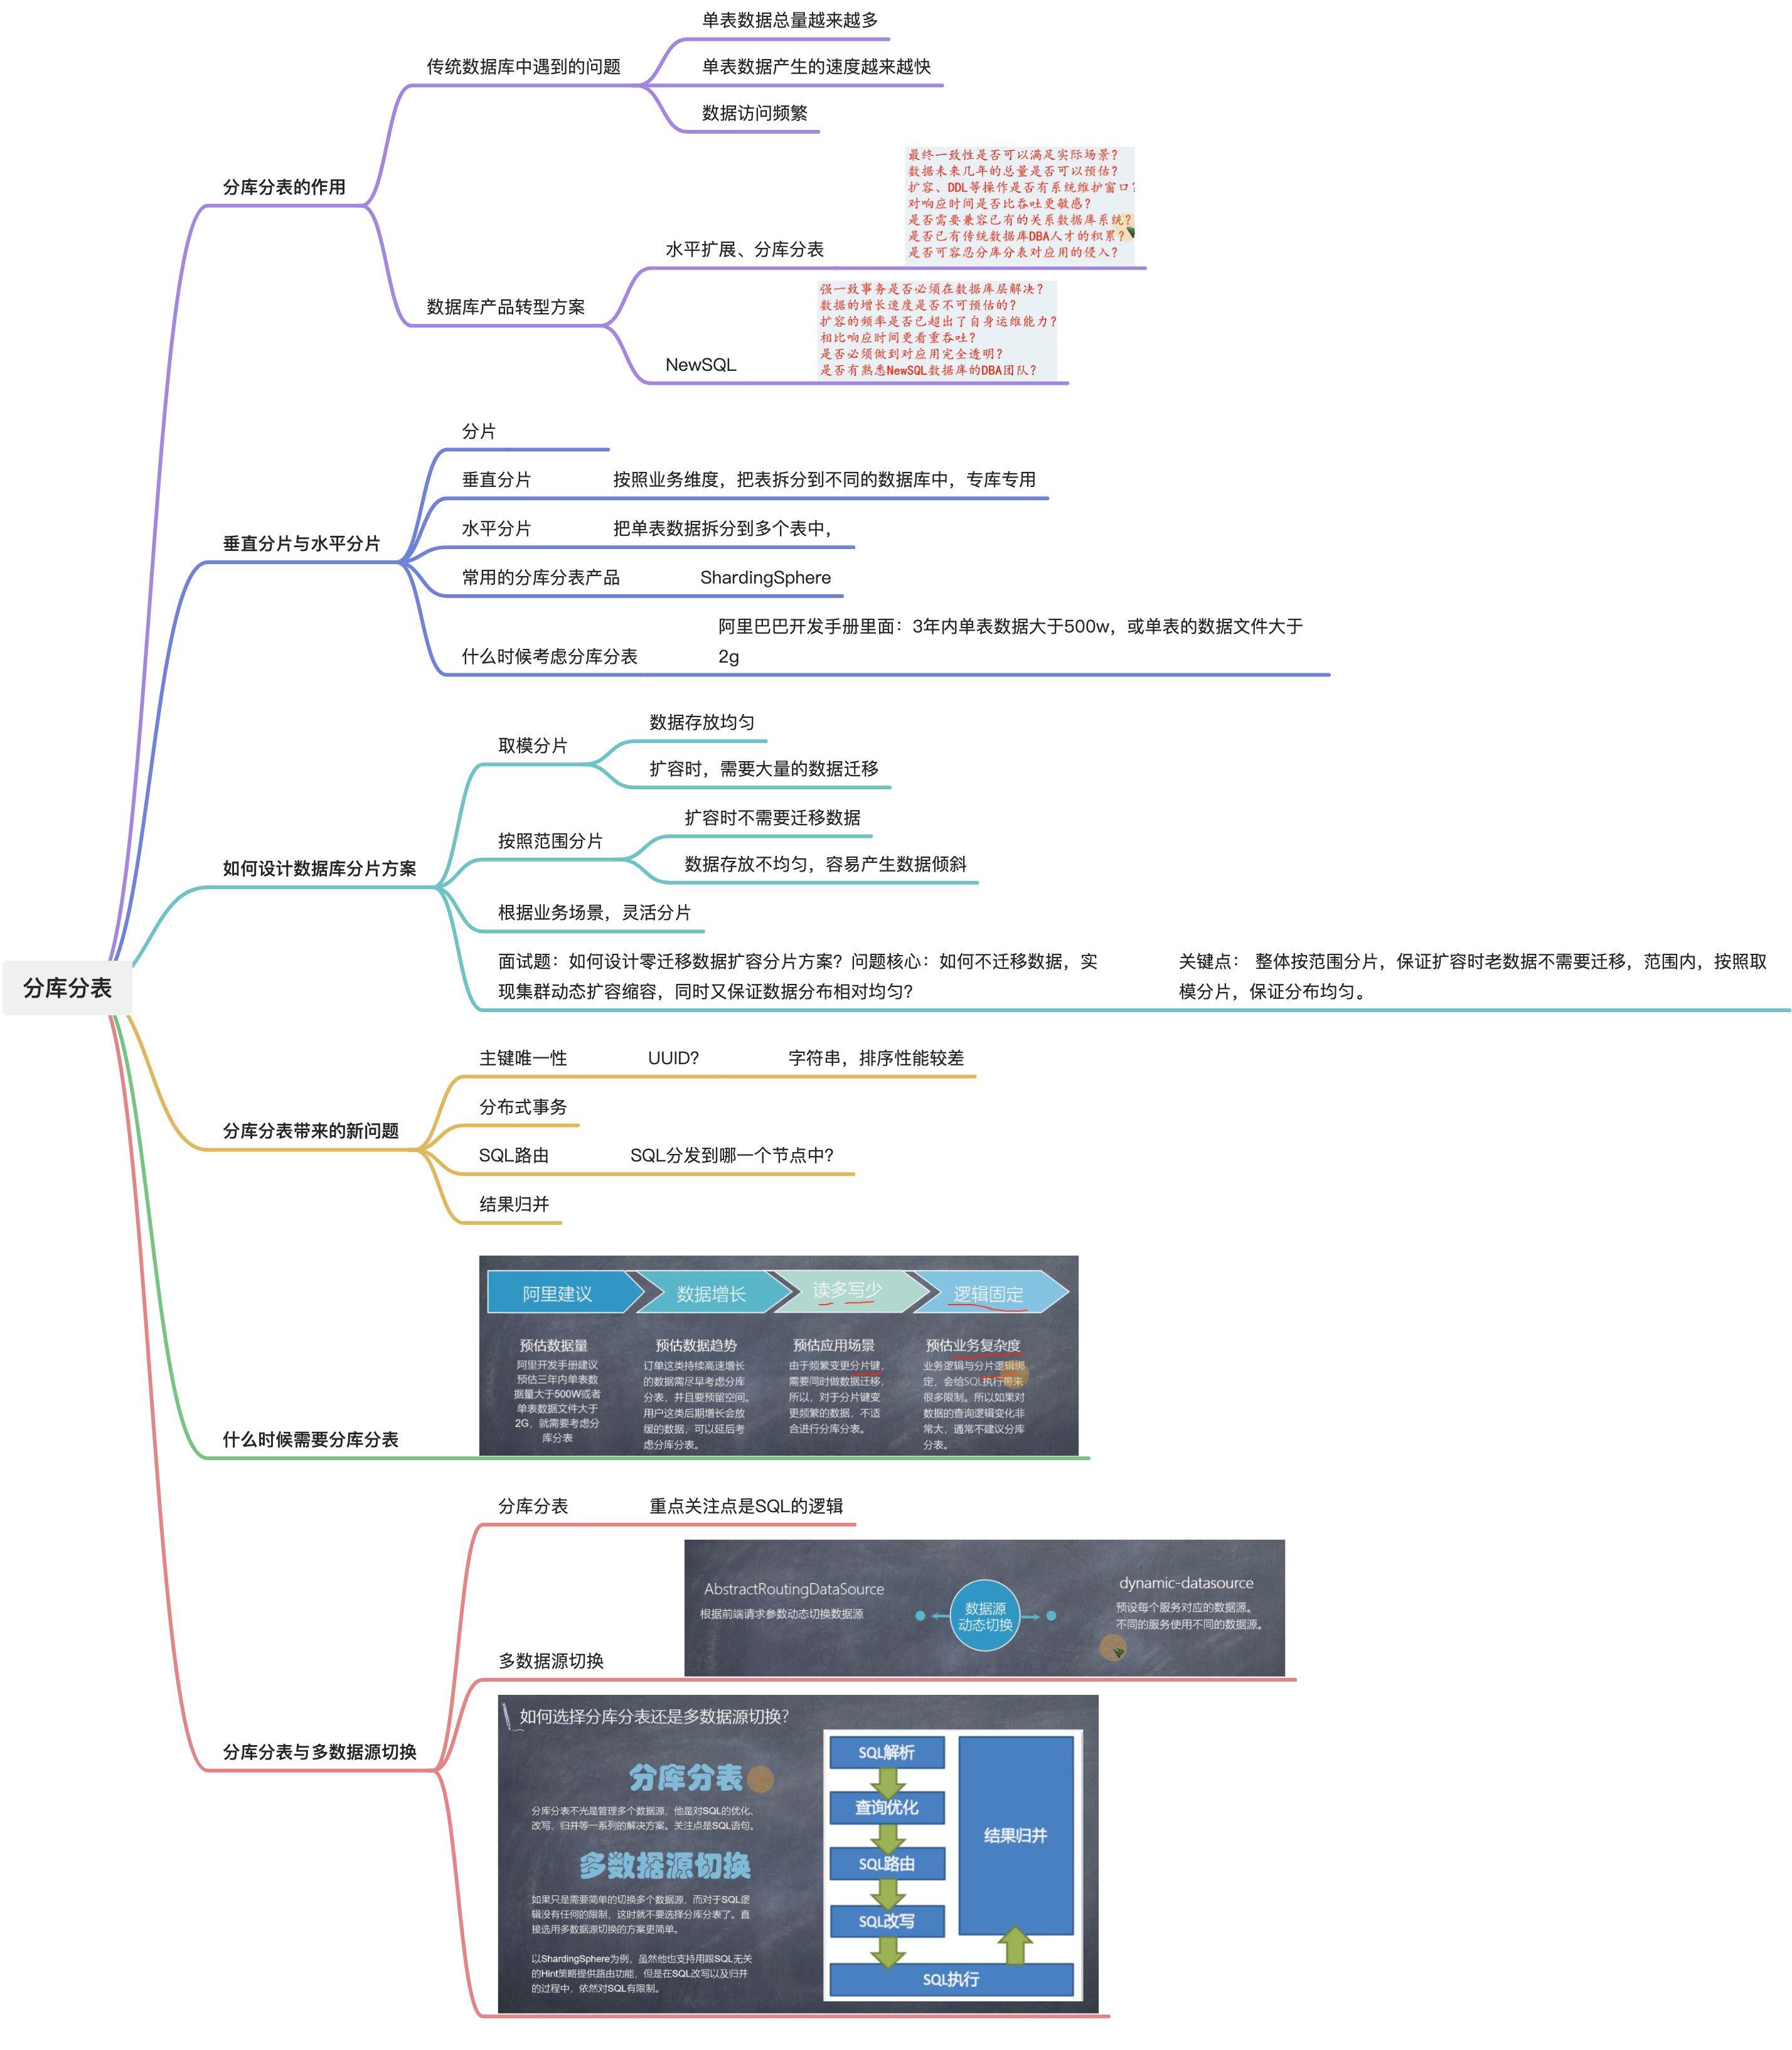 分库分表
分库分表的作用
传统数据库中遇到的问题
单表数据总量越来越多
单表数据产生的速度越来越快
数据访问频繁
数据库产品转型方案
水平扩展、分库分表
最终一致性是否可以满足实际场景?
数据未来几年的总量是否可以预估?
扩容、DDL等操作是否有系统维护窗口?
对响应时间是否比吞吐更敏感?
是否需要兼容已有的关系数据库系统?
是否已有传统数据库DBA人才的积累?
是否可容忍分库分表对应用的侵入?
NewSQL
强一致事务是否必须在数据库层解决?
数据的增长速度是否不可预估的?
扩容的频率是否已超出了自身运维能力?
相比响应时间更看重吞吐?
是否必须做到对应用完全透明?
是否有熟悉NewSQL数据库的DBA团队?
垂直分片与水平分片
分片
垂直分片
按照业务维度，把表拆分到不同的数据库中，专库专用
水平分片
把单表数据拆分到多个表中，
常用的分库分表产品
ShardingSphere
什么时候考虑分库分表
阿里巴巴开发手册里面：3年内单表数据大于500w，或单表的数据文件大于
2g
如何设计数据库分片方案
取模分片
数据存放均匀
扩容时，需要大量的数据迁移
按照范围分片
扩容时不需要迁移数据
数据存放不均匀，容易产生数据倾斜
根据业务场景，灵活分片
面试题：如何设计零迁移数据扩容分片方案？问题核心：如何不迁移数据，实
现集群动态扩容缩容，同时又保证数据分布相对均匀？
关键点： 整体按范围分片，保证扩容时老数据不需要迁移，范围内，按照取
模分片，保证分布均匀。
分库分表带来的新问题
主键唯一性
UUID？
字符串，排序性能较差
分布式事务
SQL路由
SQL分发到哪一个节点中？
结果归并
什么时候需要分库分表
阿里建议
数据增长
读多写少
逻辑固定
预估数据量
阿里开发手册建议
预估三年内单表数
据量大于500W或者
单表数据文件大于
2G，就需要考虑分
库分表
预估数据趋势
订单这类持续高速增长
的数据需尽早考虑分库
分表，并且要预留空间。
用户这类后期增长会放
缓的数据，可以延后考
虑分库分表。
预估应用场景
由于频繁变更分片键，
需要同时做数据迁移，
所以，对于分片键变
更频繁的数据，不适
合进行分库分表。
预估业务复杂度
业务逻辑与分片逻辑绑
定，会给SQL执行带来
很多限制。所以如果对
数据的查询逻辑变化非
常大，通常不建议分库
分表。
分库分表与多数据源切换
分库分表
重点关注点是SQL的逻辑
多数据源切换
AbstractRoutingDataSource
根据前端请求参数动态切换数据源
数据源
动态切换
dynamic-datasource
预设每个服务对应的数据源。
不同的服务使用不同的数据源。
如何选择分库分表还是多数据源切换？
分库分表
分库分表不光是管理多个数据源，他是对SQL的优化、
改写、归并等一系列的解决方案。关注点是SQL语句。
多数据源切换
如果只是需要简单的切换多个数据源，而对于SQL逻
辑没有任何的限制，这时就不要选择分库分表了。直
接选用多数据源切换的方案更简单。
以ShardingSphere为例，虽然他也支持用跟SQL无关
的Hint策略提供路由功能，但是在SQL改写以及归并
的过程中，依然对SQL有限制。
SQL解析
查询优化
SQL路由
SQL改写
SQL执行
结果归并